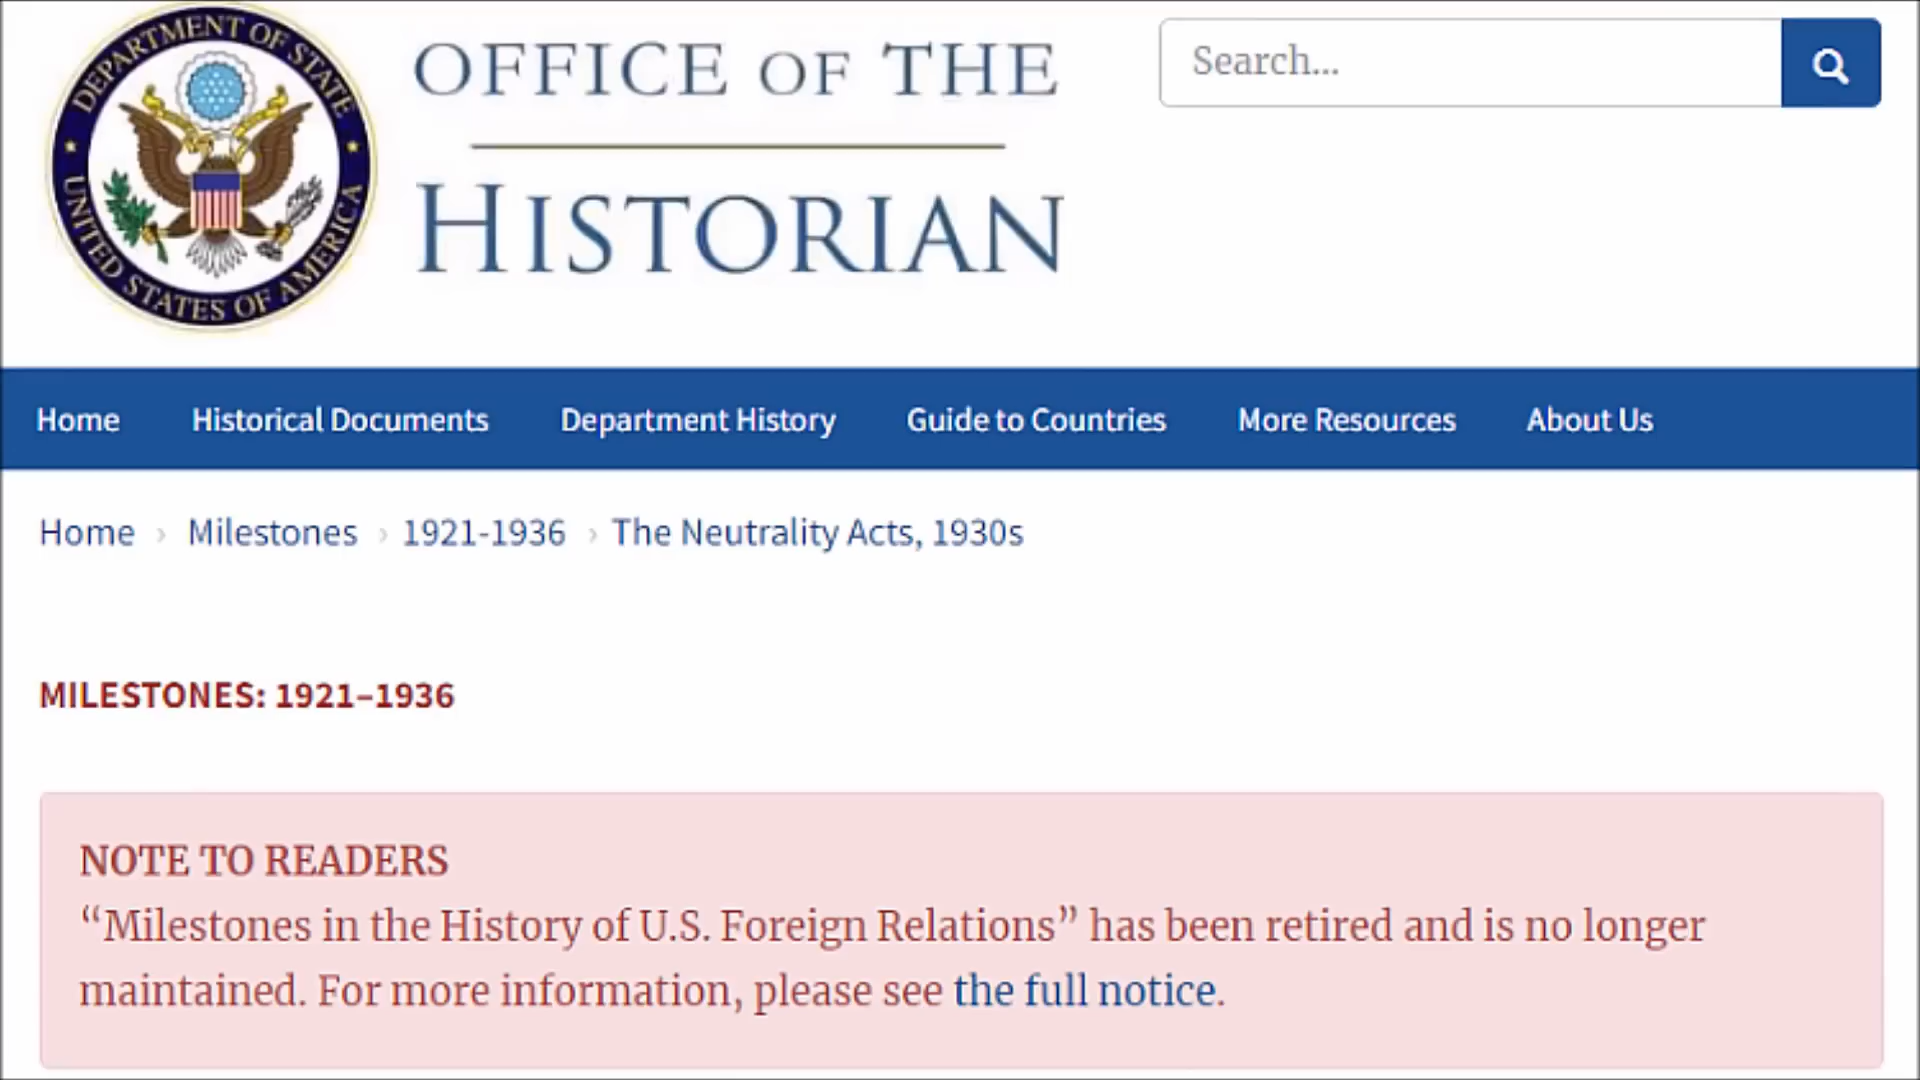 DEPARTMENT OF STATE
UNITED STATES OF AMERICA
OFFICE OF THE
HISTORIAN
Search...
Home Historical Documents Department History Guide to Countries More Resources About Us
Home › Milestones › 1921-1936 › The Neutrality Acts, 1930s
MILESTONES: 1921–1936
NOTE TO READERS
“Milestones in the History of U.S. Foreign Relations” has been retired and is no longer
maintained. For more information, please see the full notice.